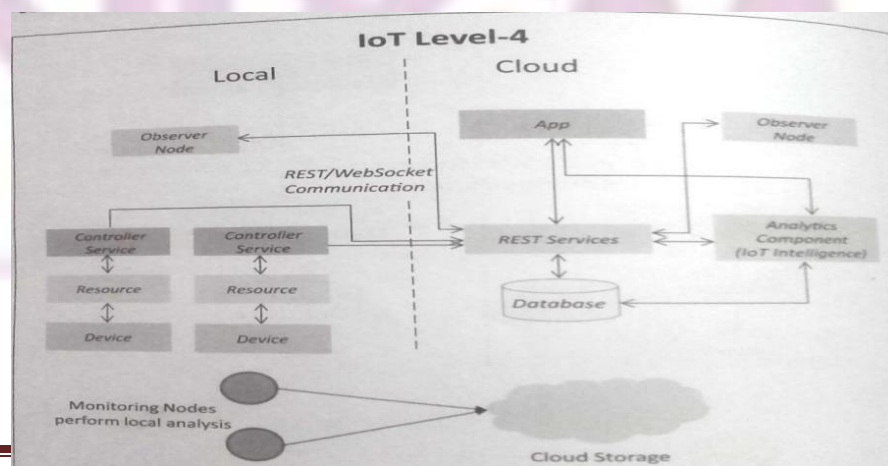 IoT Level-4
Local
Cloud
Observer
Node
App
Observer
Node
REST/WebSocket
Communication
Controller
Service
Controller
Service
REST Services
Analytics
Component
(IoT Intelligence)
Resource
Resource
Database
Device
Device
Monitoring Nodes
perform local analysis
Cloud Storage